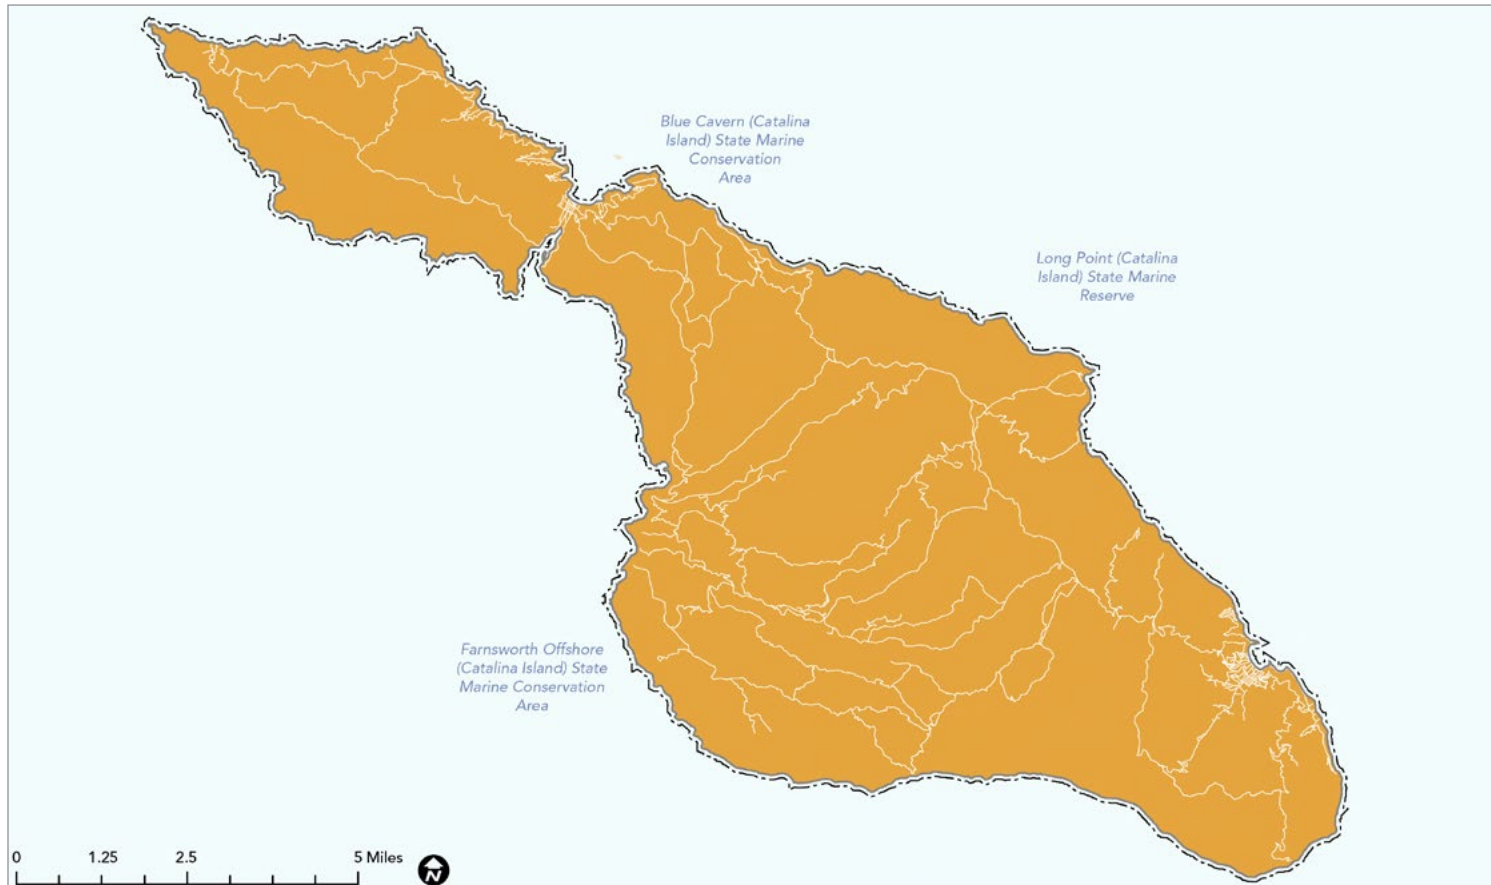 Blue Cavern (Catalina
Island) State Marine
Conservation
Area
Long Point (Catalina
Island) State Marine
Reserve
Farnsworth Offshore
(Catalina Island) State
Marine Conservation
Area
0 1.25 2.5 5 Miles
N